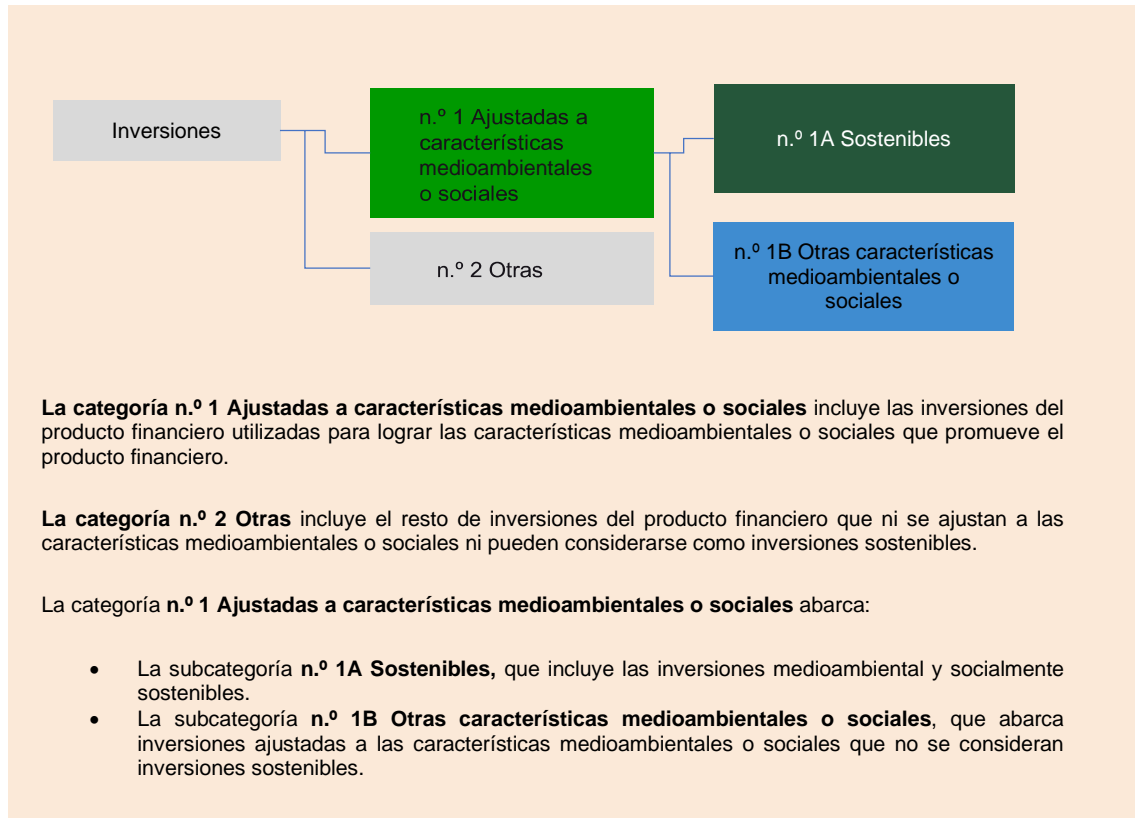 Inversiones
n.º 1 Ajustadas a
características
medioambientales
o sociales
n.º 2 Otras
n.º 1A Sostenibles
n.º 1B Otras características
medioambientales o
sociales
La categoría n.º 1 Ajustadas a características medioambientales o sociales incluye las inversiones del
producto financiero utilizadas para lograr las características medioambientales o sociales que promueve el
producto financiero.
La categoría n.º 2 Otras incluye el resto de inversiones del producto financiero que ni se ajustan a las
características medioambientales o sociales ni pueden considerarse como inversiones sostenibles.
La categoría n.º 1 Ajustadas a características medioambientales o sociales abarca:
• La subcategoría n.º 1A Sostenibles, que incluye las inversiones medioambiental y socialmente
sostenibles.
• La subcategoría n.º 1B Otras características medioambientales o sociales, que abarca
inversiones ajustadas a las características medioambientales o sociales que no se consideran
inversiones sostenibles.